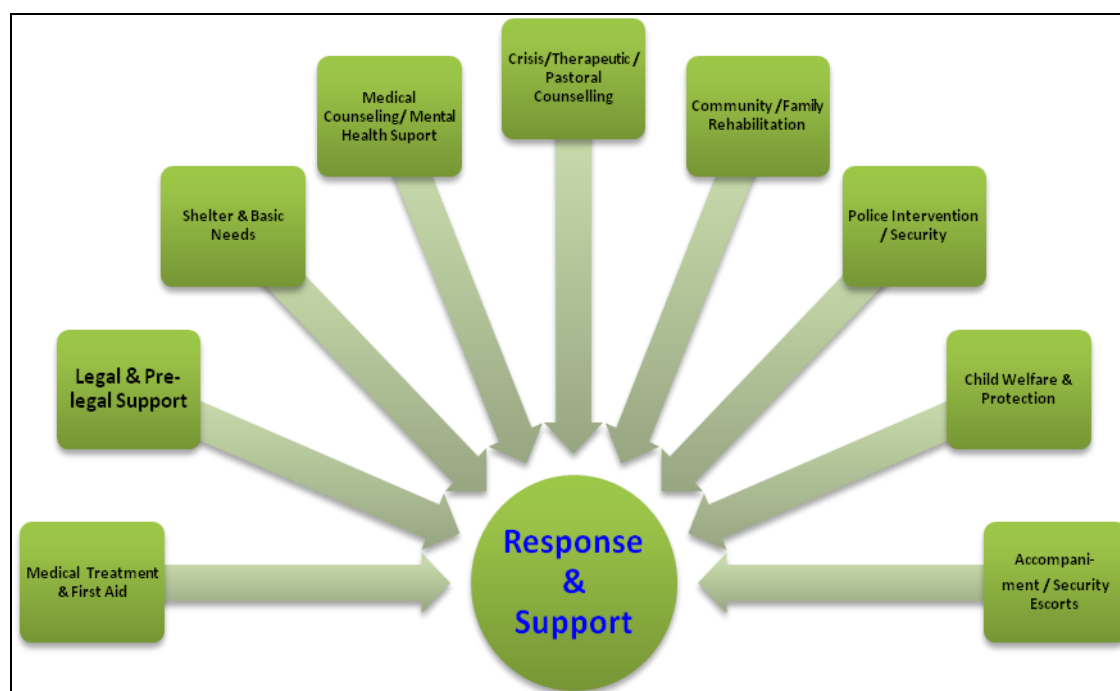 Crisis/Therapeutic /
Pastoral
Counselling
Medical
Counseling/ Mental
Health Suport
Community /Family
Rehabilitation
Shelter & Basic
Needs
Police Intervention
/ Security
Legal & Pre-
legal Support
Child Welfare &
Protection
Medical Treatment
& First Aid
Response
&
Support
Accompani-
ment / Security
Escorts